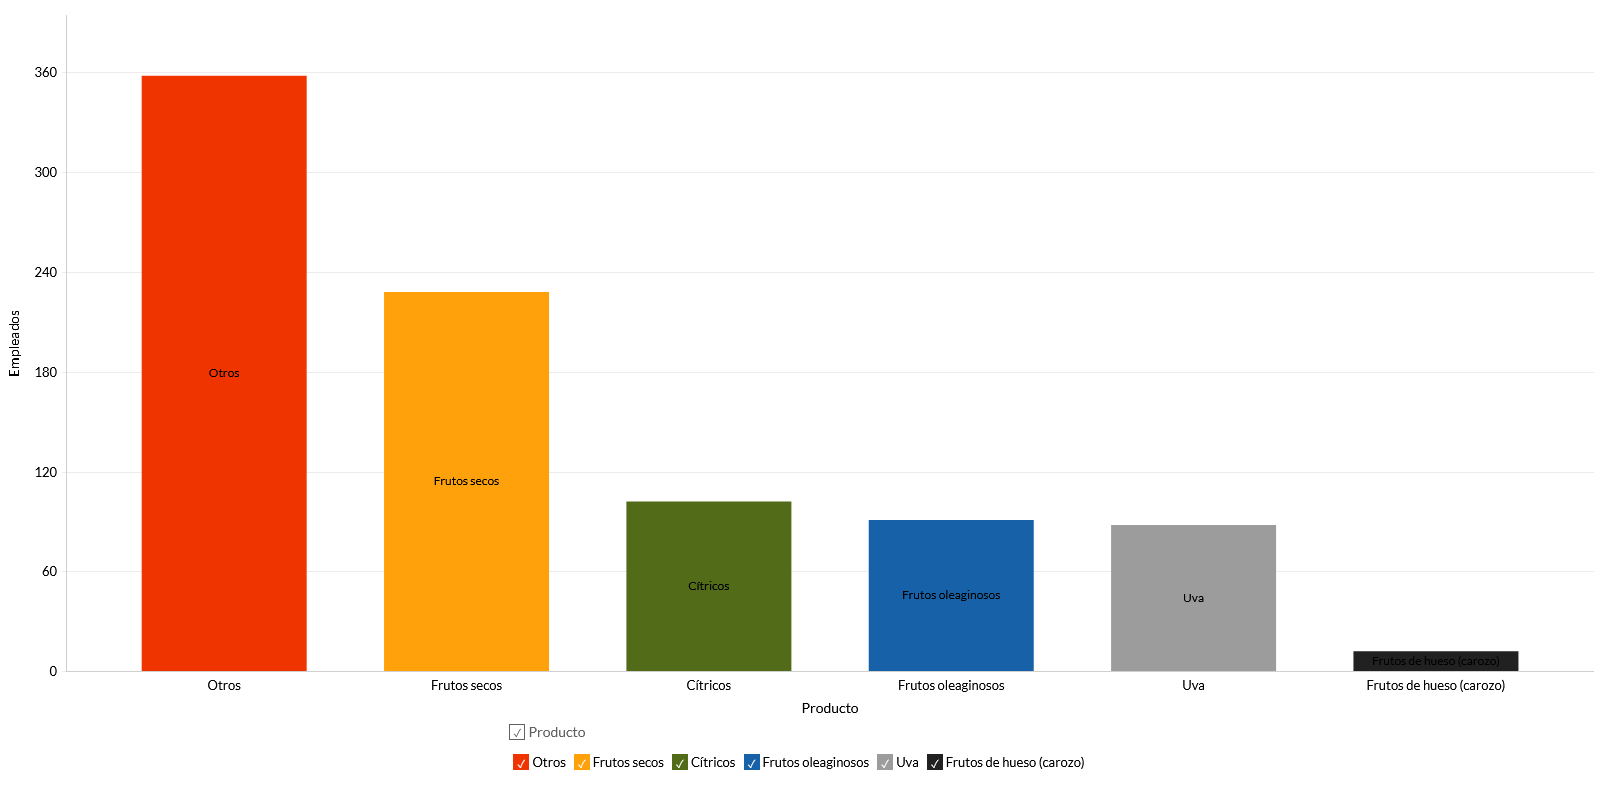 360
300
240
180
120
60
0
Empleados
Otros
Frutos secos
Cítricos
Frutos oleaginosos
Uva
Frutos de hueso (carozo)
Otros
Frutos secos
Cítricos
Frutos oleaginosos
Uva
Frutos de hueso (carozo)
Producto
Producto
Otros
Frutos secos
Cítricos
Frutos oleaginosos
Uva
Frutos de hueso (carozo)